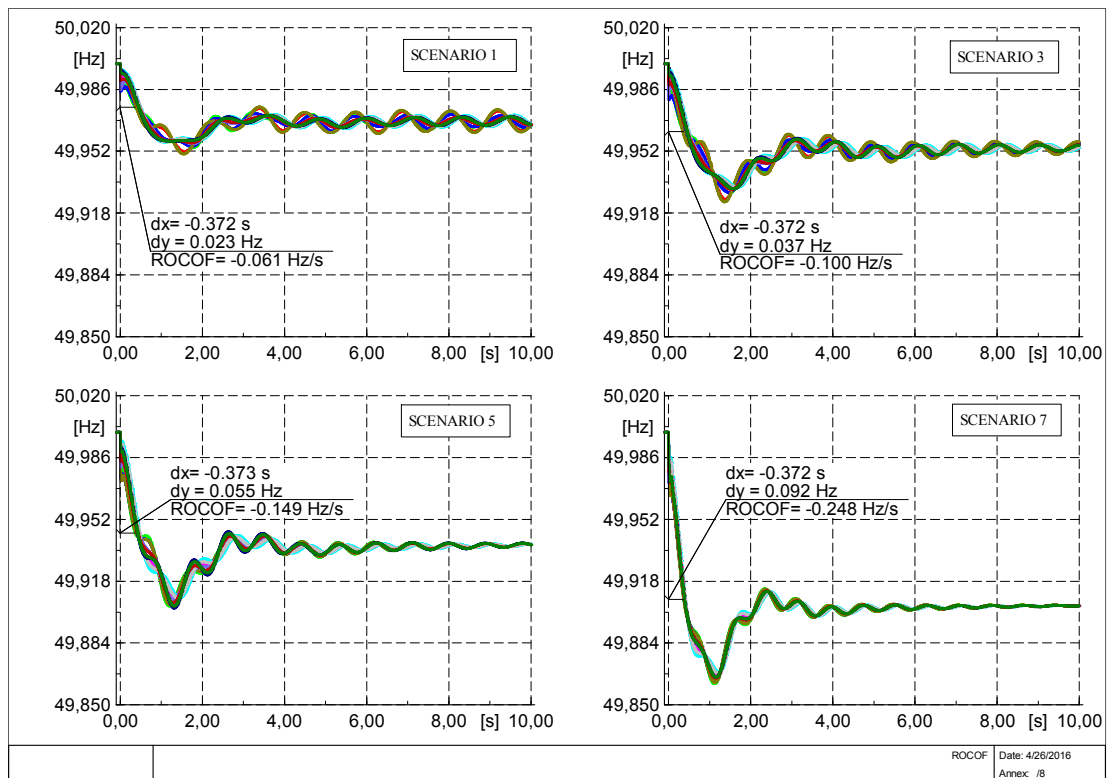 50,020
[Hz]
49,986
49,952
49,918
49,884
49,850
0,00 2,00 4,00 6,00 8,00 [s] 10,00
SCENARIO 1
dx= -0.372 s
dy = 0.023 Hz
ROCOF= -0.061 Hz/s
50,020
[Hz]
49,986
49,952
49,918
49,884
49,850
0,00 2,00 4,00 6,00 8,00 [s] 10,00
SCENARIO 3
dx= -0.372 s
dy = 0.037 Hz
ROCOF= -0.100 Hz/s
50,020
[Hz]
49,986
49,952
49,918
49,884
49,850
0,00 2,00 4,00 6,00 8,00 [s] 10,00
SCENARIO 5
dx= -0.373 s
dy = 0.055 Hz
ROCOF= -0.149 Hz/s
50,020
[Hz]
49,986
49,952
49,918
49,884
49,850
0,00 2,00 4,00 6,00 8,00 [s] 10,00
SCENARIO 7
dx= -0.372 s
dy = 0.092 Hz
ROCOF= -0.248 Hz/s
ROCOF
Date: 4/26/2016
Annex: /8